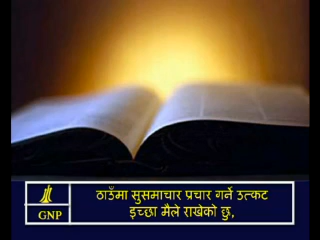 ठाउँमा सुसमाचार प्रचार गर्ने उत्कट
इच्छा मैले राखेको छु,
GNP